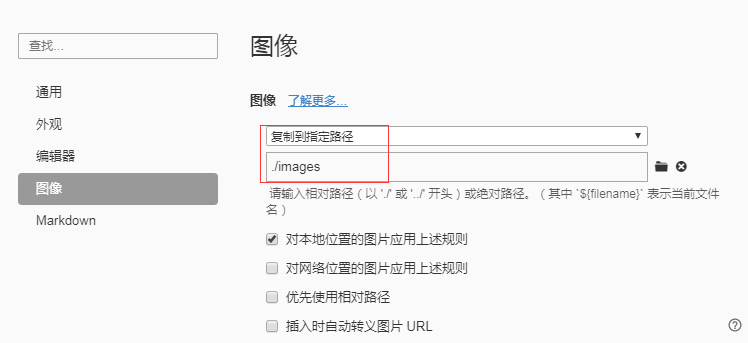 查找...
通用
外观
编辑器
图像
Markdown
图像
图像 了解更多...
复制到指定路径
./images
请输入相对路径（以 './' 或 '../' 开头）或绝对路径。（其中 `${filename}` 表示当前文件
名）
对本地位置的图片应用上述规则
对网络位置的图片应用上述规则
优先使用相对路径
插入时自动转义图片 URL